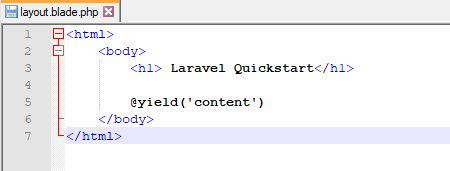 layout.blade.php
1 <html>
2 <body>
3 <h1> Laravel Quickstart</h1>
4
5 @yield('content')
6 </body>
7 </html>